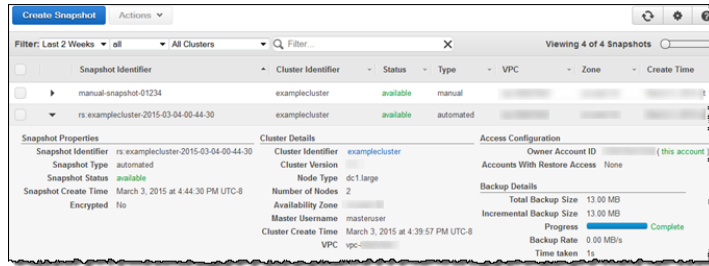 Create Snapshot Actions
Filter: Last 2 Weeks all All Clusters Filter... Viewing 4 of 4 Snapshots
Snapshot Identifier Cluster Identifier Status Type VPC Zone Create Time
manual-snapshot-01234 examplecluster available manual
rs:examplecluster-2015-03-04-00-44-30 examplecluster available automated
Snapshot Properties Cluster Details Access Configuration
Snapshot Identifier rs:examplecluster-2015-03-04-00-44-30 Cluster Identifier examplecluster Owner Account ID ( this account )
Snapshot Type automated Cluster Version Accounts With Restore Access None
Snapshot Status available Node Type dc1.large
Snapshot Create Time March 3, 2015 at 4:44:30 PM UTC-8 Number of Nodes 2 Backup Details
Encrypted No Availability Zone Total Backup Size 13.00 MB
Master Username masteruser Incremental Backup Size 13.00 MB
Cluster Create Time March 3, 2015 at 4:39:57 PM UTC-8 Progress Complete
VPC vpc- Backup Rate 0.00 MB/s
Time taken 1s